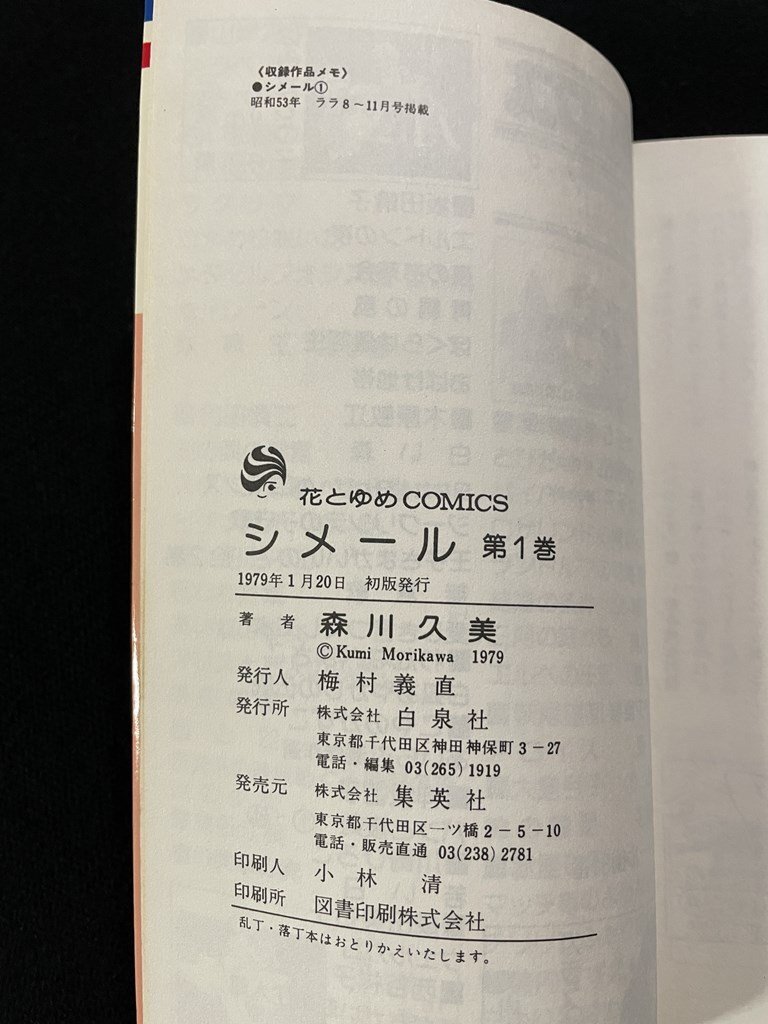 《収録作品メモ》
●シメール①
昭和53年 ララ8～11月号掲載
花とゆめCOMICS
シメール 第1巻
1979年1月20日 初版発行
著者 森川久美
©Kumi Morikawa 1979
発行人 梅村義直
発行所 株式会社 白泉社
東京都千代田区神田神保町3－27
電話・編集 03(265)1919
発売元 株式会社 集英社
東京都千代田区一ツ橋2－5－10
電話・販売直通 03(238)2781
印刷人 小林 清
印刷所 図書印刷株式会社
乱丁・落丁本はおとりかえいたします。